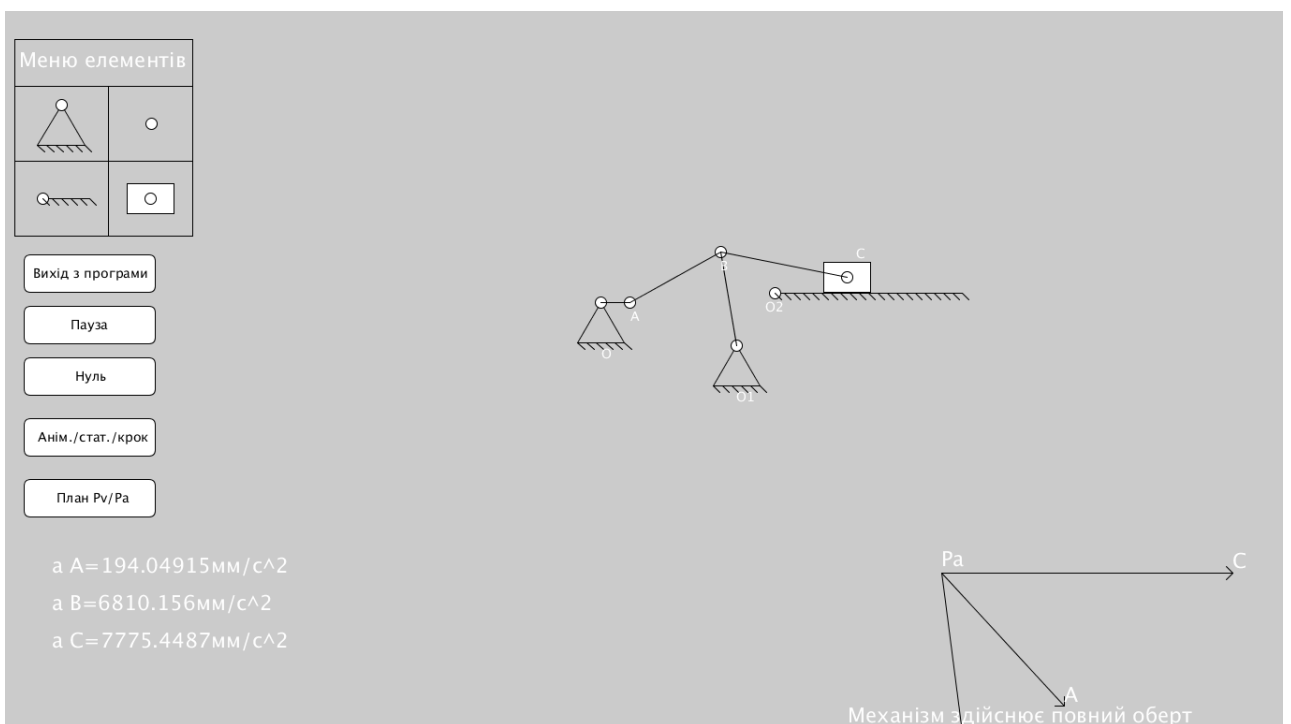 Меню елементів
Вихід з програми
Пауза
Нуль
Анім./стат./крок
План Pv/Pa
O
A
B
O1
O2
C
a A=194.04915мм/с^2
a B=6810.156мм/с^2
a C=7775.4487мм/с^2
Pa
C
A
Механізм здійснює повний оберт